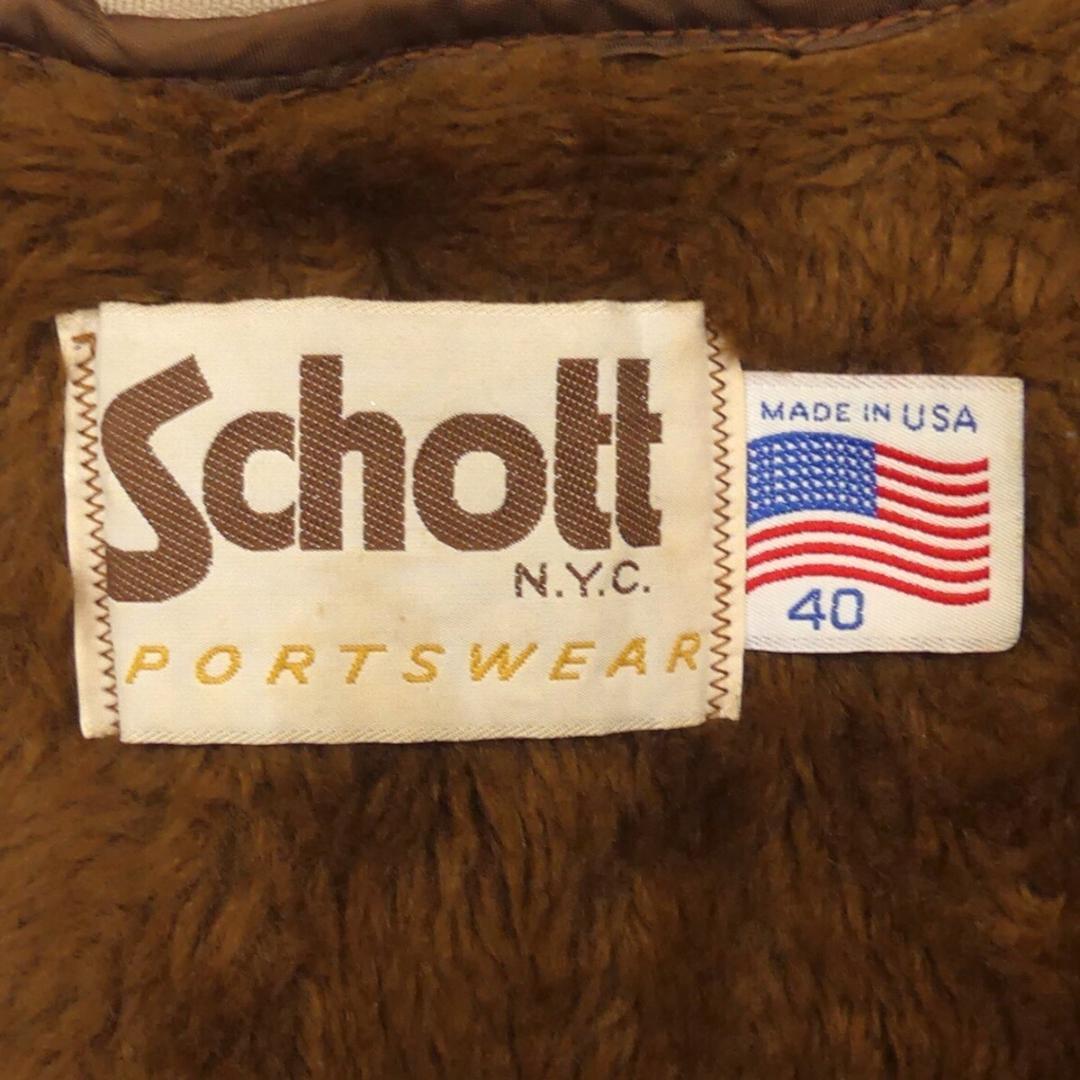 Schott
N.Y.C.
PORTSWEAR
MADE IN USA
40